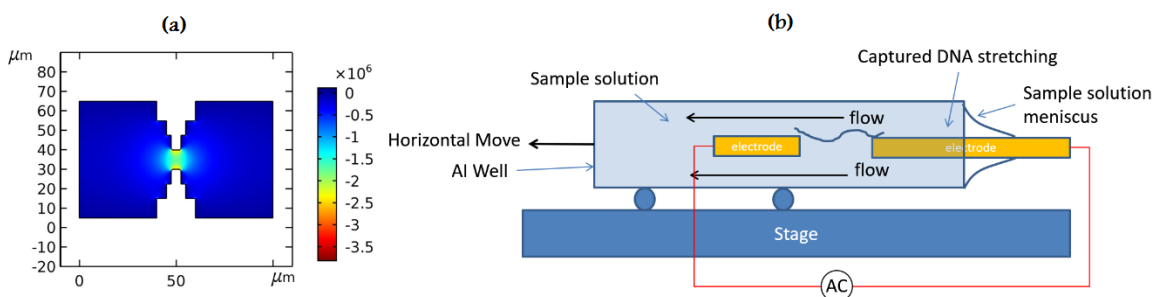 (a)
μm
80
70
60
50
40
30
20
10
0
-10
-20
0
50
μm
×10⁶
0
-0.5
-1
-1.5
-2
-2.5
-3
-3.5
(b)
Sample solution
Captured DNA stretching
Sample solution
meniscus
flow
Horizontal Move
electrode
electrode
Al Well
flow
Stage
AC